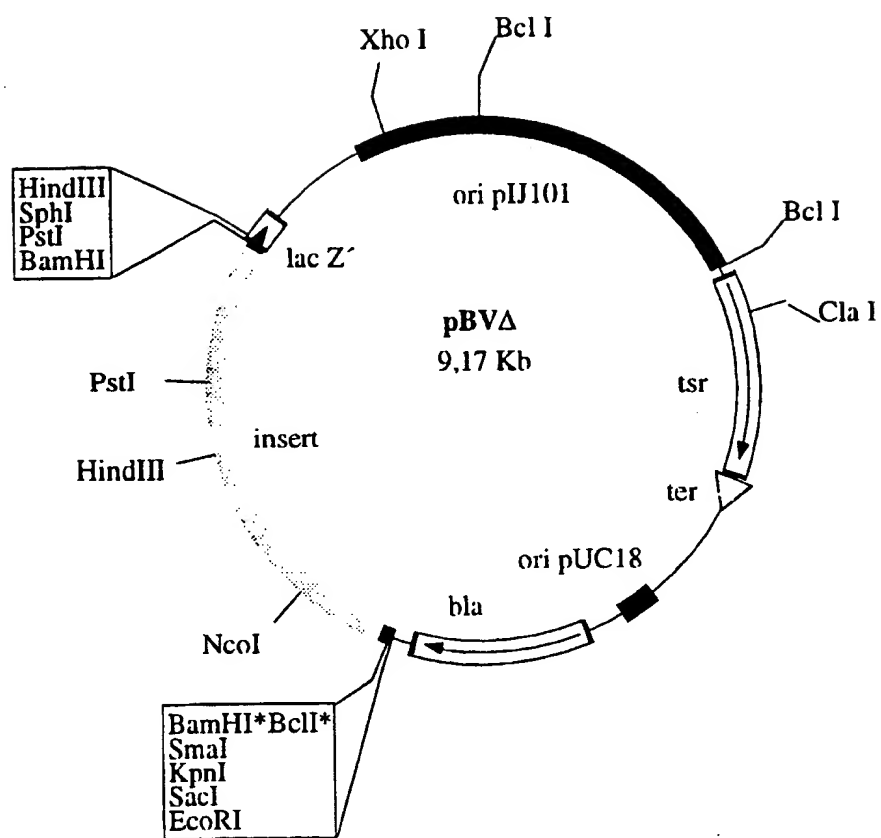 Xho I
Bcl I
HindIII
SphI
PstI
BamHI
ori pIJ101
Bcl I
lac Z´
Cla I
pBVΔ
9,17 Kb
PstI
tsr
insert
HindIII
ter
ori pUC18
bla
NcoI
BamHI*BclI*
SmaI
KpnI
SacI
EcoRI